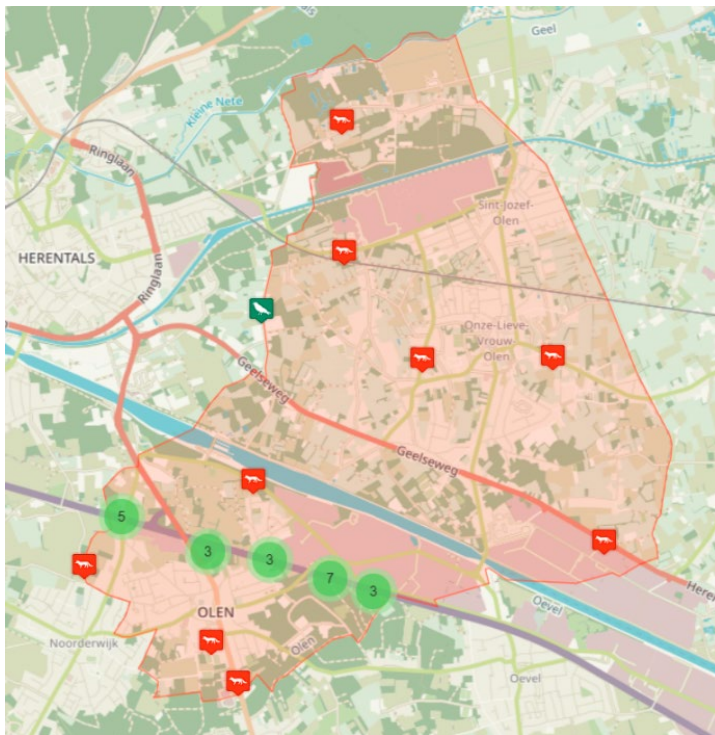 Geel
Kleine Nete
Ringlaan
Sint-Jozef-
Olen
HERENTALS
Ringlaan
Onze-Lieve-
Vrouw-
Olen
Geelseweg
Geelseweg
5
3
3
7
3
Heren
OLEN
Oevel
Noorderwijk
Olen
Oevel